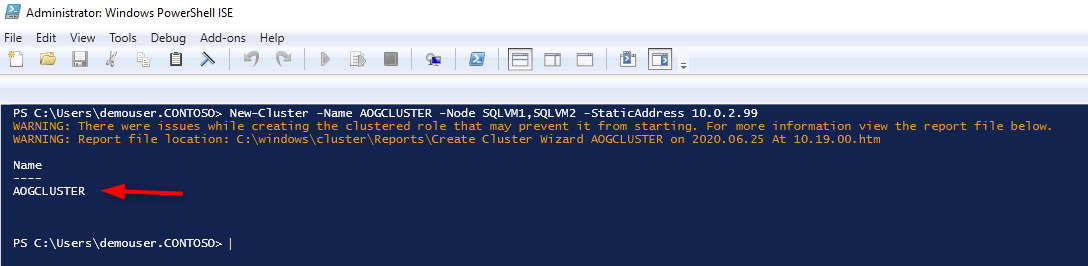 Administrator: Windows PowerShell ISE
File Edit View Tools Debug Add-ons Help
PS C:\Users\demouser.CONTOSO> New-Cluster -Name AOGCLUSTER -Node SQLVM1,SQLVM2 -StaticAddress 10.0.2.99
WARNING: There were issues while creating the clustered role that may prevent it from starting. For more information view the report file below.
WARNING: Report file location: C:\windows\cluster\Reports\Create Cluster Wizard AOGCLUSTER on 2020.06.25 At 10.19.00.htm
Name
----
AOGCLUSTER
PS C:\Users\demouser.CONTOSO>